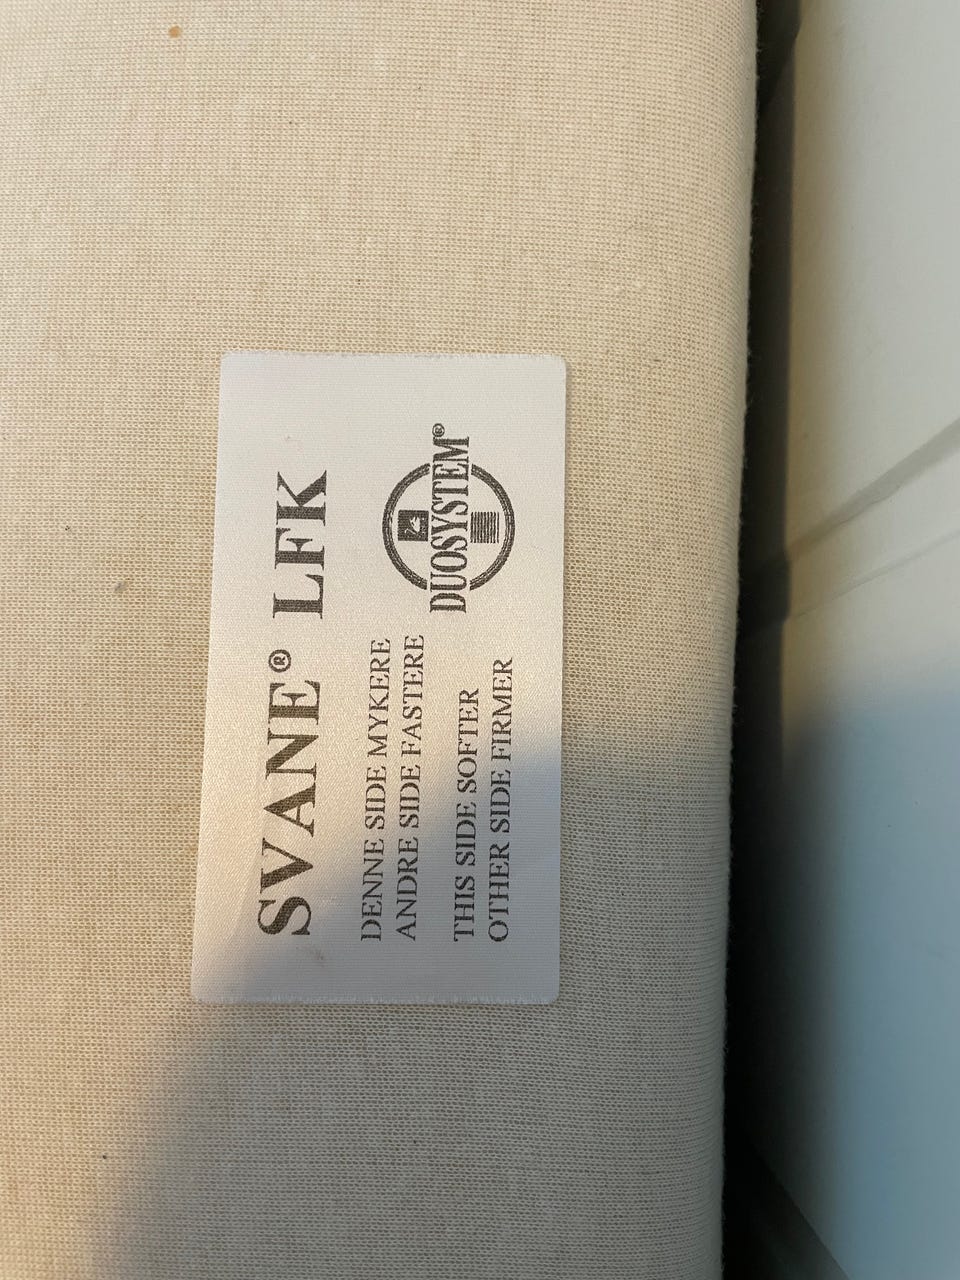 SVANE® LFK
DENNE SIDE MYKERE
ANDRE SIDE FASTERE
THIS SIDE SOFTER
OTHER SIDE FIRMER
DUOSYSTEM®